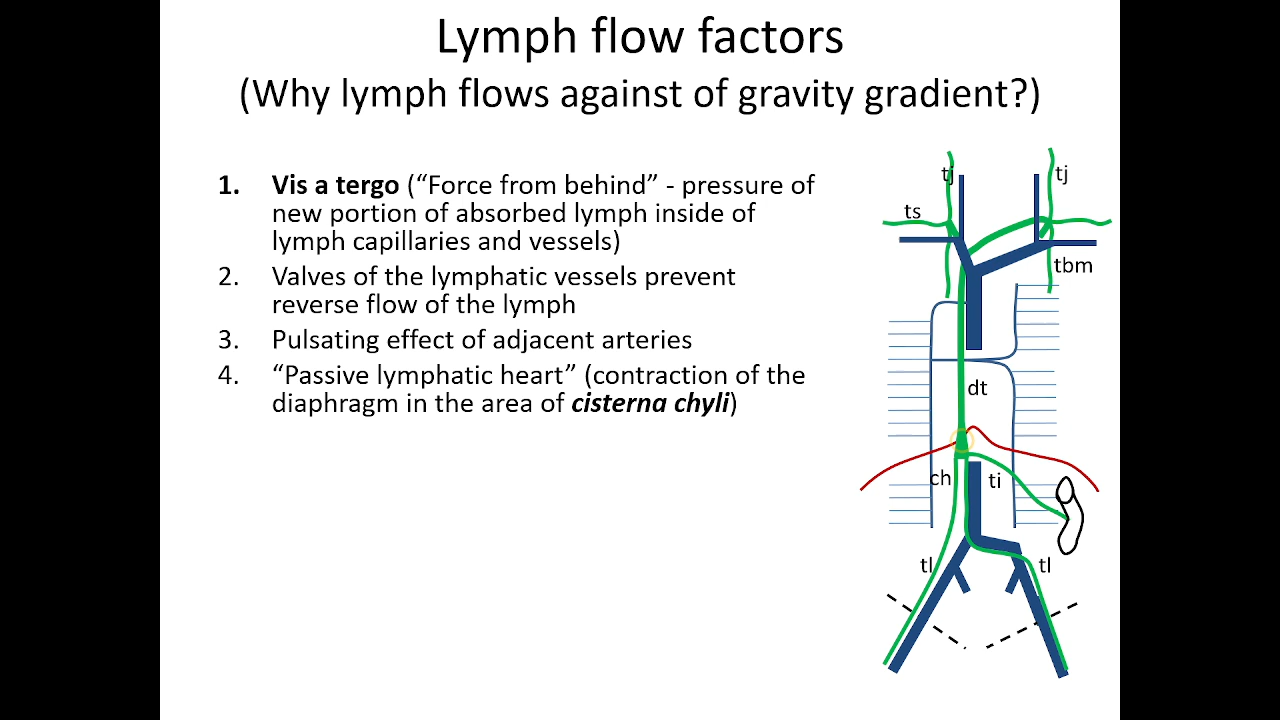 Lymph flow factors
(Why lymph flows against of gravity gradient?)
1. Vis a tergo (“Force from behind” - pressure of
new portion of absorbed lymph inside of
lymph capillaries and vessels)
2. Valves of the lymphatic vessels prevent
reverse flow of the lymph
3. Pulsating effect of adjacent arteries
4. “Passive lymphatic heart” (contraction of the
diaphragm in the area of cisterna chyli)
tj
tj
ts
tbm
dt
ch
ti
tl
tl